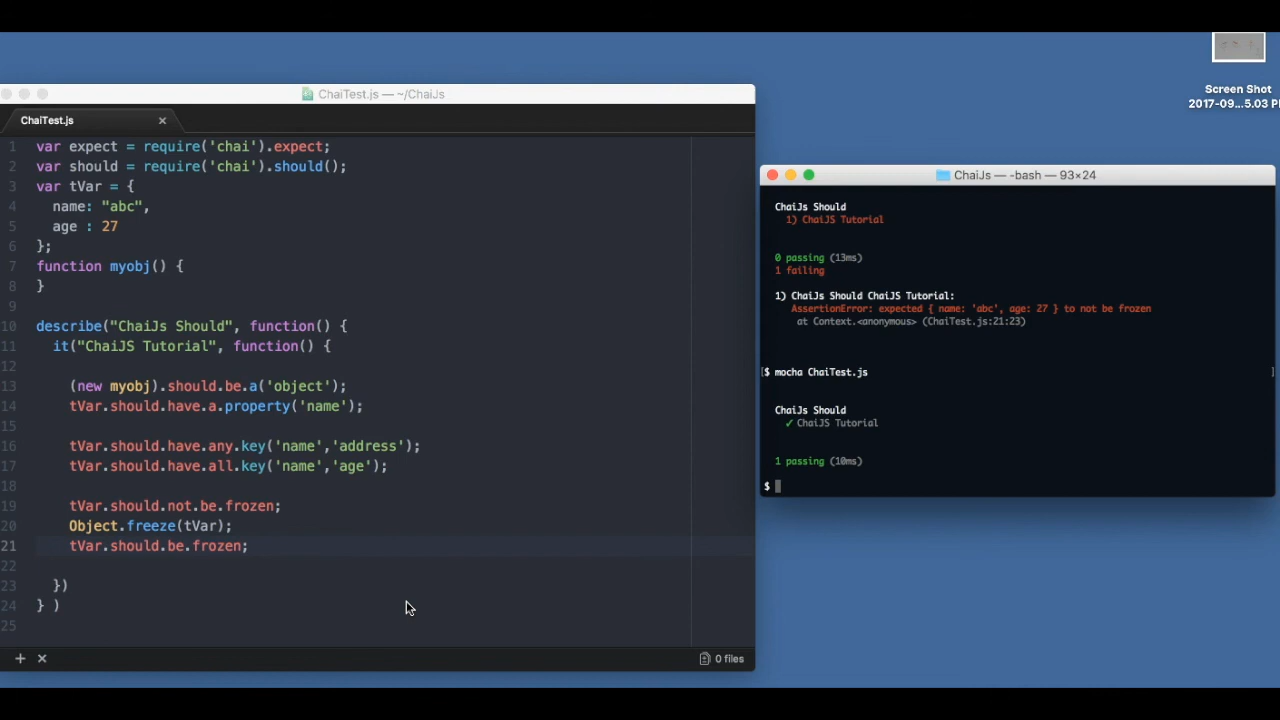 Screen Shot
2017-09...5.03 P
ChaiTest.js — ~/ChaiJs
ChaiTest.js
1 var expect = require('chai').expect;
2 var should = require('chai').should();
3 var tVar = {
4 name: "abc",
5 age : 27
6 };
7 function myobj() {
8 }
9
10 describe("ChaiJs Should", function() {
11 it("ChaiJS Tutorial", function() {
12
13 (new myobj).should.be.a('object');
14 tVar.should.have.a.property('name');
15
16 tVar.should.have.any.key('name','address');
17 tVar.should.have.all.key('name','age');
18
19 tVar.should.not.be.frozen;
20 Object.freeze(tVar);
21 tVar.should.be.frozen;
22
23 })
24 } )
25
0 files
ChaiJs — -bash — 93×24
ChaiJs Should
1) ChaiJS Tutorial
0 passing (13ms)
1 failing
1) ChaiJs Should ChaiJS Tutorial:
AssertionError: expected { name: 'abc', age: 27 } to not be frozen
at Context.<anonymous> (ChaiTest.js:21:23)
[$ mocha ChaiTest.js ]
ChaiJs Should
✓ ChaiJS Tutorial
1 passing (10ms)
$